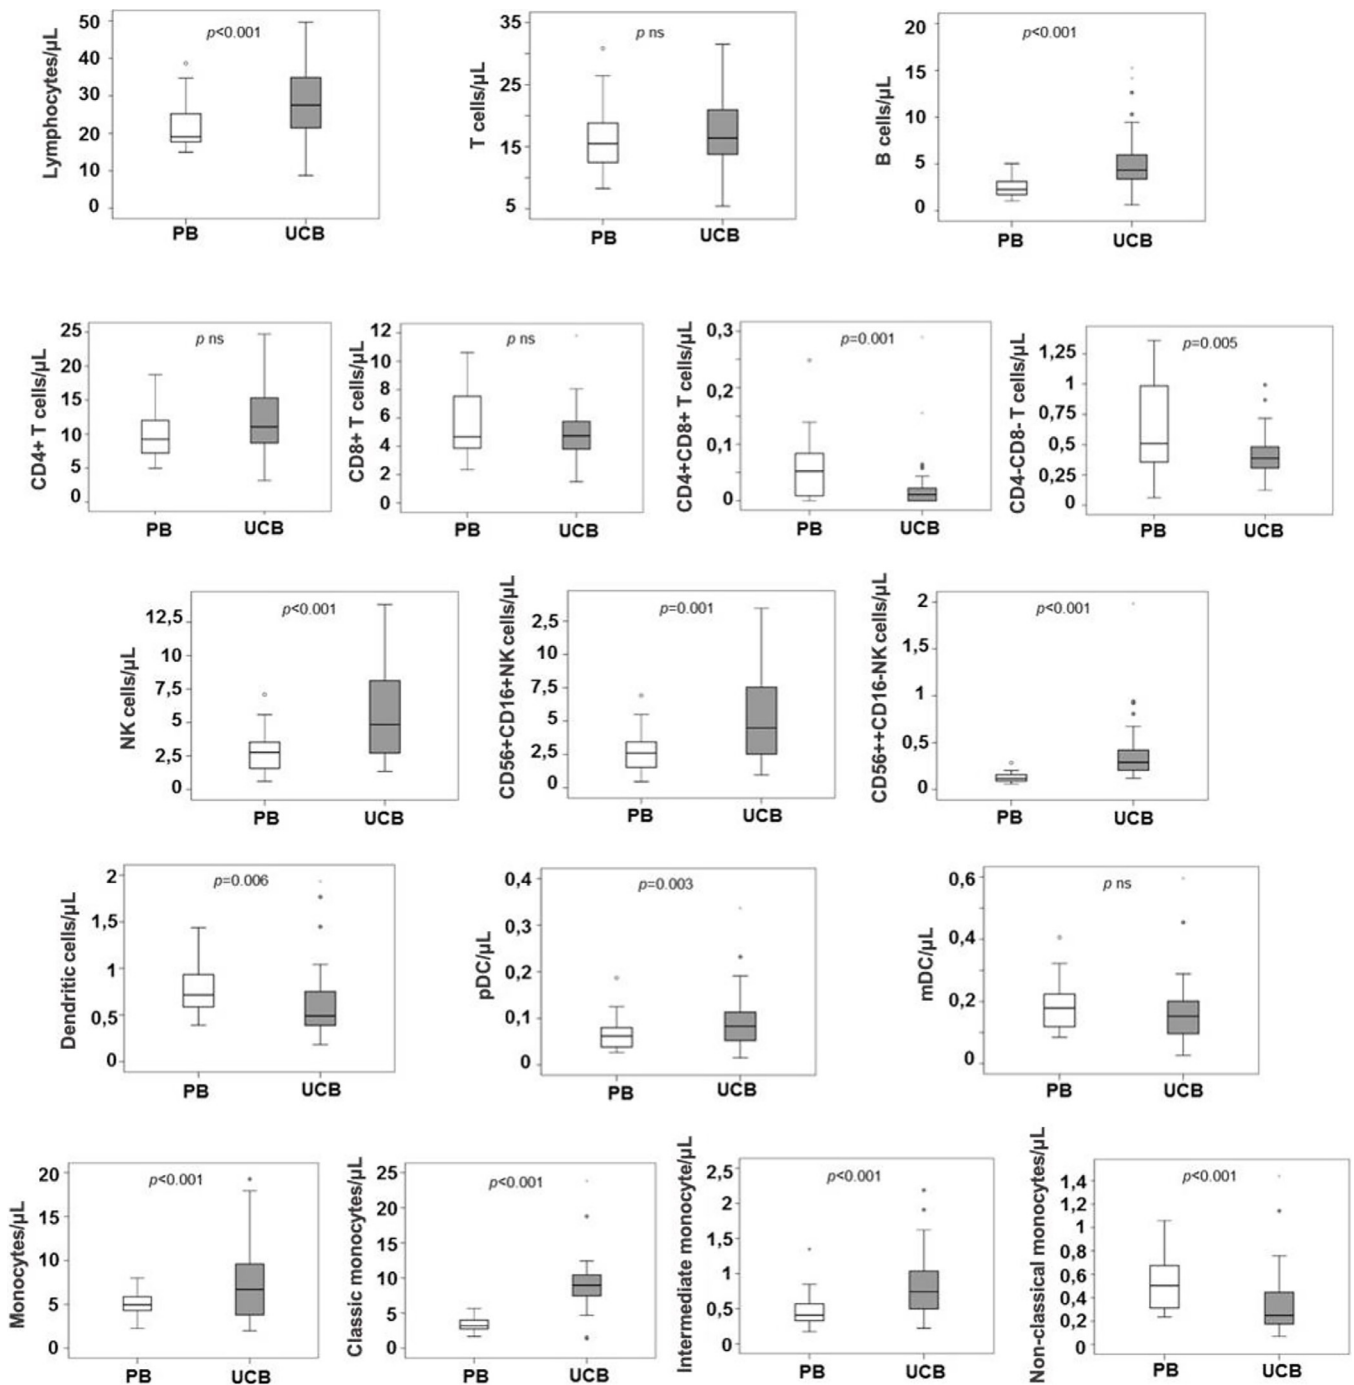 Lymphocytes/µL
50
40
30
20
10
0
p<0.001
PB UCB
T cells/µL
35
25
15
5
p ns
PB UCB
B cells/µL
20
15
10
5
0
p<0.001
PB UCB
CD4+ T cells/µL
25
20
15
10
5
0
p ns
PB UCB
CD8+ T cells/µL
12
10
8
6
4
2
0
p ns
PB UCB
CD4+CD8+ T cells/µL
0,3
0,2
0,1
0
p=0.001
PB UCB
CD4-CD8- T cells/µL
1,25
1
0,75
0,5
0,25
0
p=0.005
PB UCB
NK cells/µL
12,5
10
7,5
5
2,5
0
p<0.001
PB UCB
CD56+CD16+NK cells/µL
2,5
10
7,5
5
2,5
0
p=0.001
PB UCB
CD56++CD16-NK cells/µL
2
1,5
1
0,5
0
p<0.001
PB UCB
Dendritic cells/µL
2
1,5
1
0,5
0
p=0.006
PB UCB
pDC/µL
0,4
0,3
0,2
0,1
0
p=0.003
PB UCB
mDC/µL
0,6
0,4
0,2
0
p ns
PB UCB
Monocytes/µL
20
15
10
5
0
p<0.001
PB UCB
Classic monocytes/µL
25
20
15
10
5
0
p<0.001
PB UCB
Intermediate monocyte/µL
2,5
2
1,5
1
0,5
0
p<0.001
PB UCB
Non-classical monocytes/µL
1,4
1,2
1
0,8
0,6
0,4
0,2
0
p<0.001
PB UCB